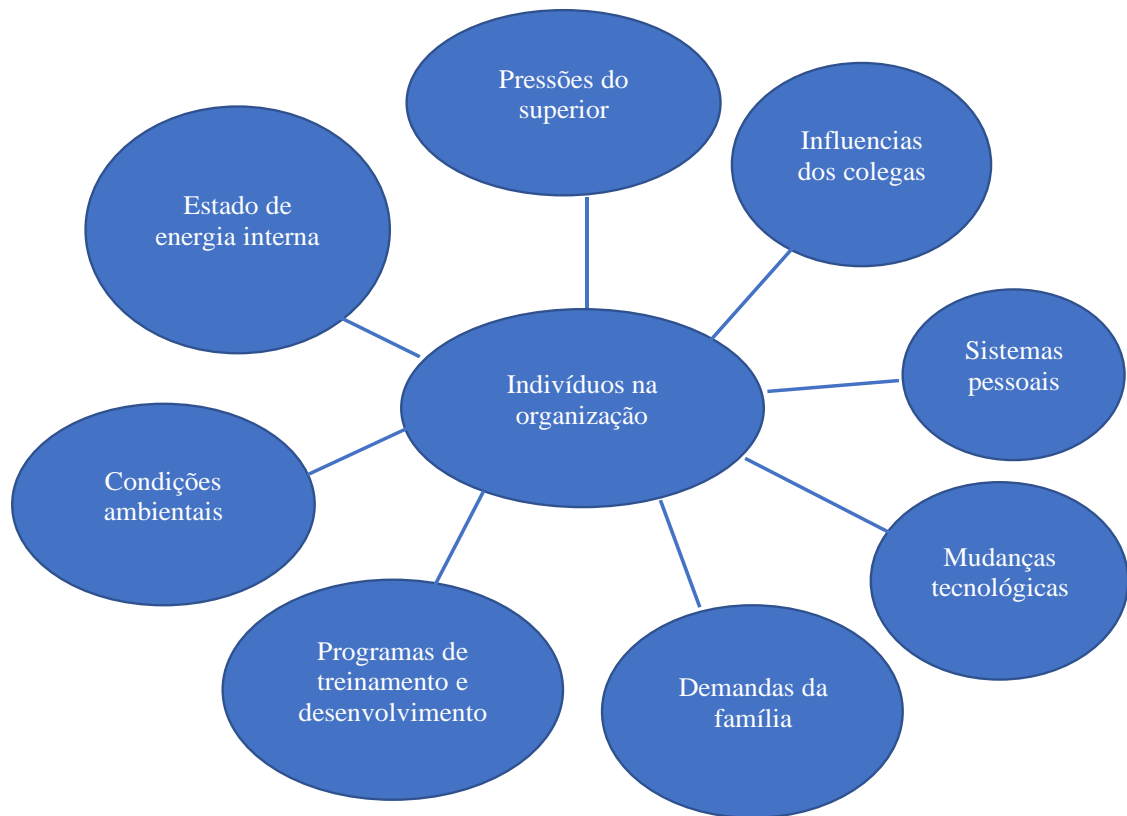 Pressões do
superior
Influencias
dos colegas
Estado de
energia interna
Sistemas
pessoais
Indivíduos na
organização
Condições
ambientais
Mudanças
tecnológicas
Programas de
treinamento e
desenvolvimento
Demandas da
família